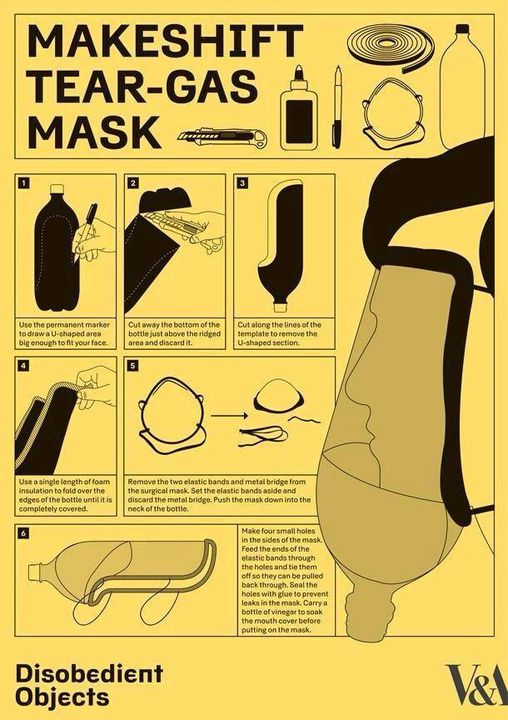 MAKESHIFT
TEAR-GAS
MASK
1
Use the permanent marker
to draw a U-shaped area
big enough to fit your face.
2
Cut away the bottom of the
bottle just above the ridged
area and discard it.
3
Cut along the lines of the
template to remove the
U-shaped section.
4
Use a single length of foam
insulation to fold over the
edges of the bottle until it is
completely covered.
5
Remove the two elastic bands and metal bridge from
the surgical mask. Set the elastic bands aside and
discard the metal bridge. Push the mask down into the
neck of the bottle.
6
Make four small holes
in the sides of the mask.
Feed the ends of the
elastic bands through
the holes and tie them
off so they can be pulled
back through. Seal the
holes with glue to prevent
leaks in the mask. Carry a
bottle of vinegar to soak
the mouth cover before
putting on the mask.
Disobedient
Objects
V&A